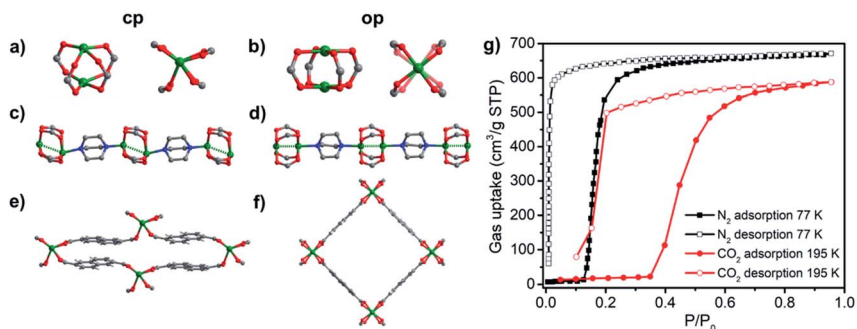 cp
op
a)
b)
c)
d)
e)
f)
g)
Gas uptake (cm³/g STP)
700
600
500
400
300
200
100
0
N₂ adsorption 77 K
N₂ desorption 77 K
CO₂ adsorption 195 K
CO₂ desorption 195 K
0.0 0.2 0.4 0.6 0.8 1.0
P/P₀